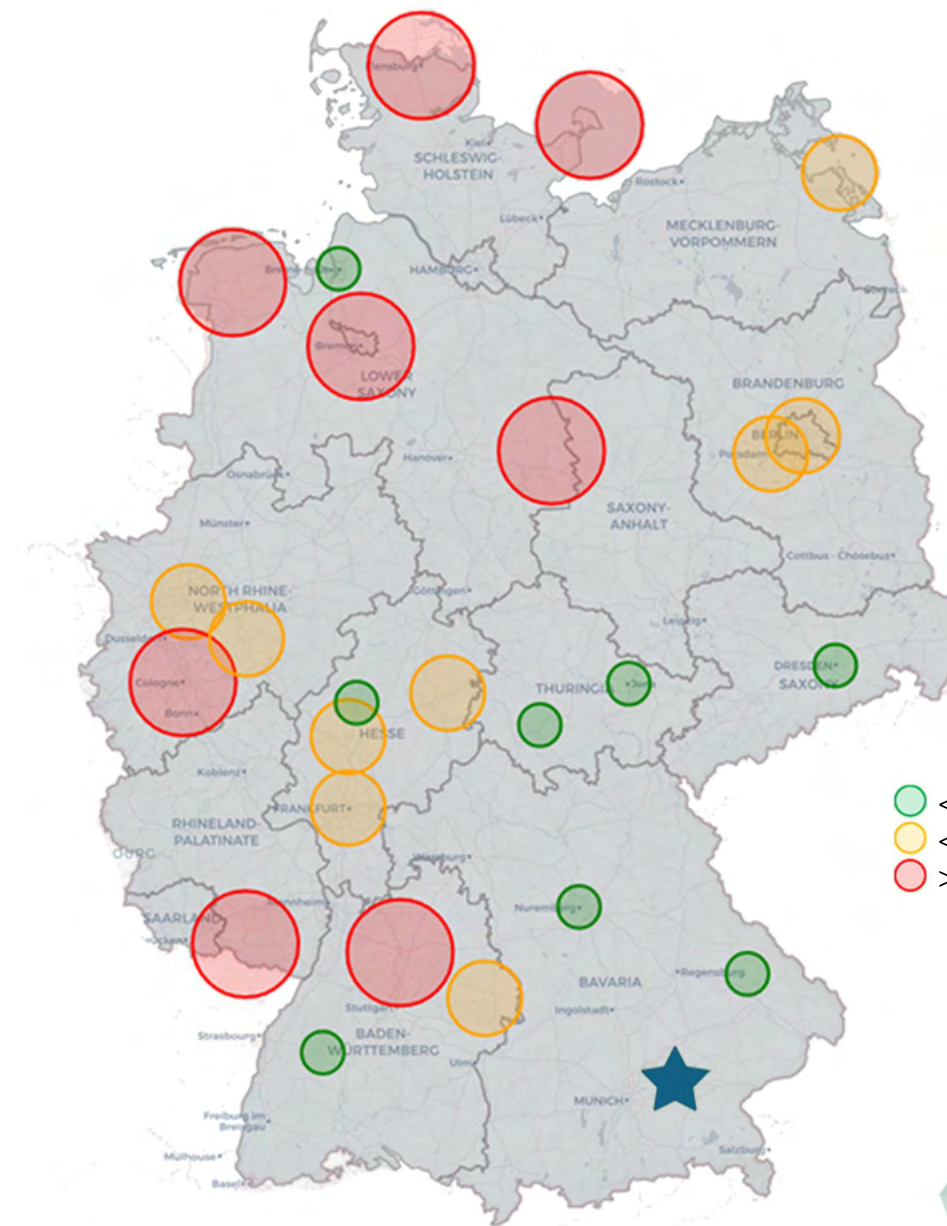 Flensburg
Kiel
SCHLESWIG-
HOLSTEIN
Rostock
Lübeck
MECKLENBURG-
VORPOMMERN
HAMBURG
Bremen
LOWER
SAXONY
BRANDENBURG
BERLIN
Potsdam
Hanover
Osnabrück
SAXONY-
ANHALT
Münster
Cottbus - Chóśebuz
NORTH RHINE-
WESTPHALIA
Göttingen
Leipzig
Dusseldorf
DRESDEN
SAXONY
Cologne
THURINGIA
Jena
Bonn
HESSE
Koblenz
FRANKFURT
<
RHINELAND-
PALATINATE
<
OURG
Würzburg
>
Mannheim
Nuremberg
SAARLAND
rücken
Regensburg
BAVARIA
Stuttgart
Ingolstadt
Strasbourg
BADEN-
WURTTEMBERG
Ulm
MUNICH
Freiburg im
Breisgau
Salzburg
Mulhouse
Basel